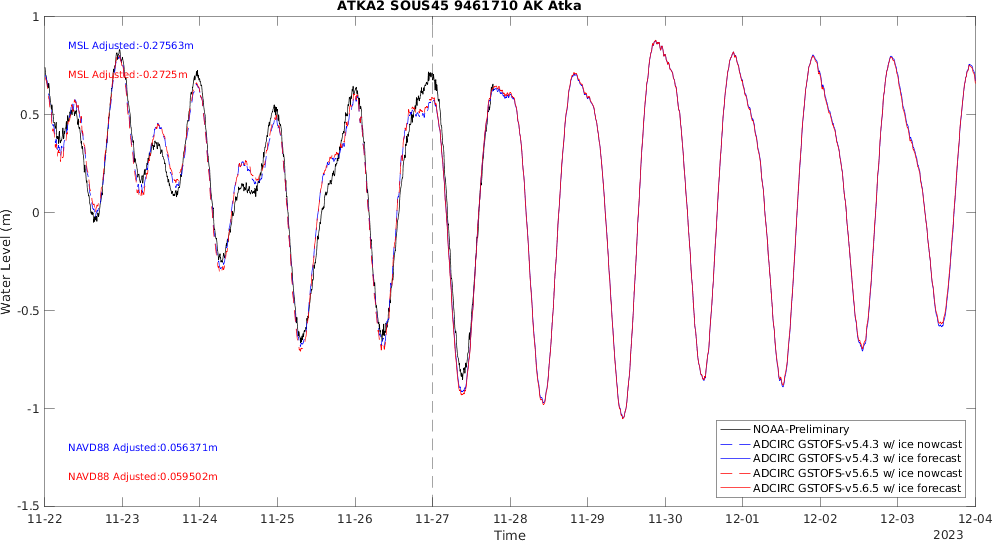 ATKA2 SOUS45 9461710 AK Atka
MSL Adjusted:-0.27563m
MSL Adjusted:-0.2725m
NAVD88 Adjusted:0.056371m
NAVD88 Adjusted:0.059502m
Water Level (m)
1
0.5
0
-0.5
-1
-1.5
NOAA-Preliminary
ADCIRC GSTOFS-v5.4.3 w/ ice nowcast
ADCIRC GSTOFS-v5.4.3 w/ ice forecast
ADCIRC GSTOFS-v5.6.5 w/ ice nowcast
ADCIRC GSTOFS-v5.6.5 w/ ice forecast
11-22 11-23 11-24 11-25 11-26 11-27 11-28 11-29 11-30 12-01 12-02 12-03 12-04
Time
2023